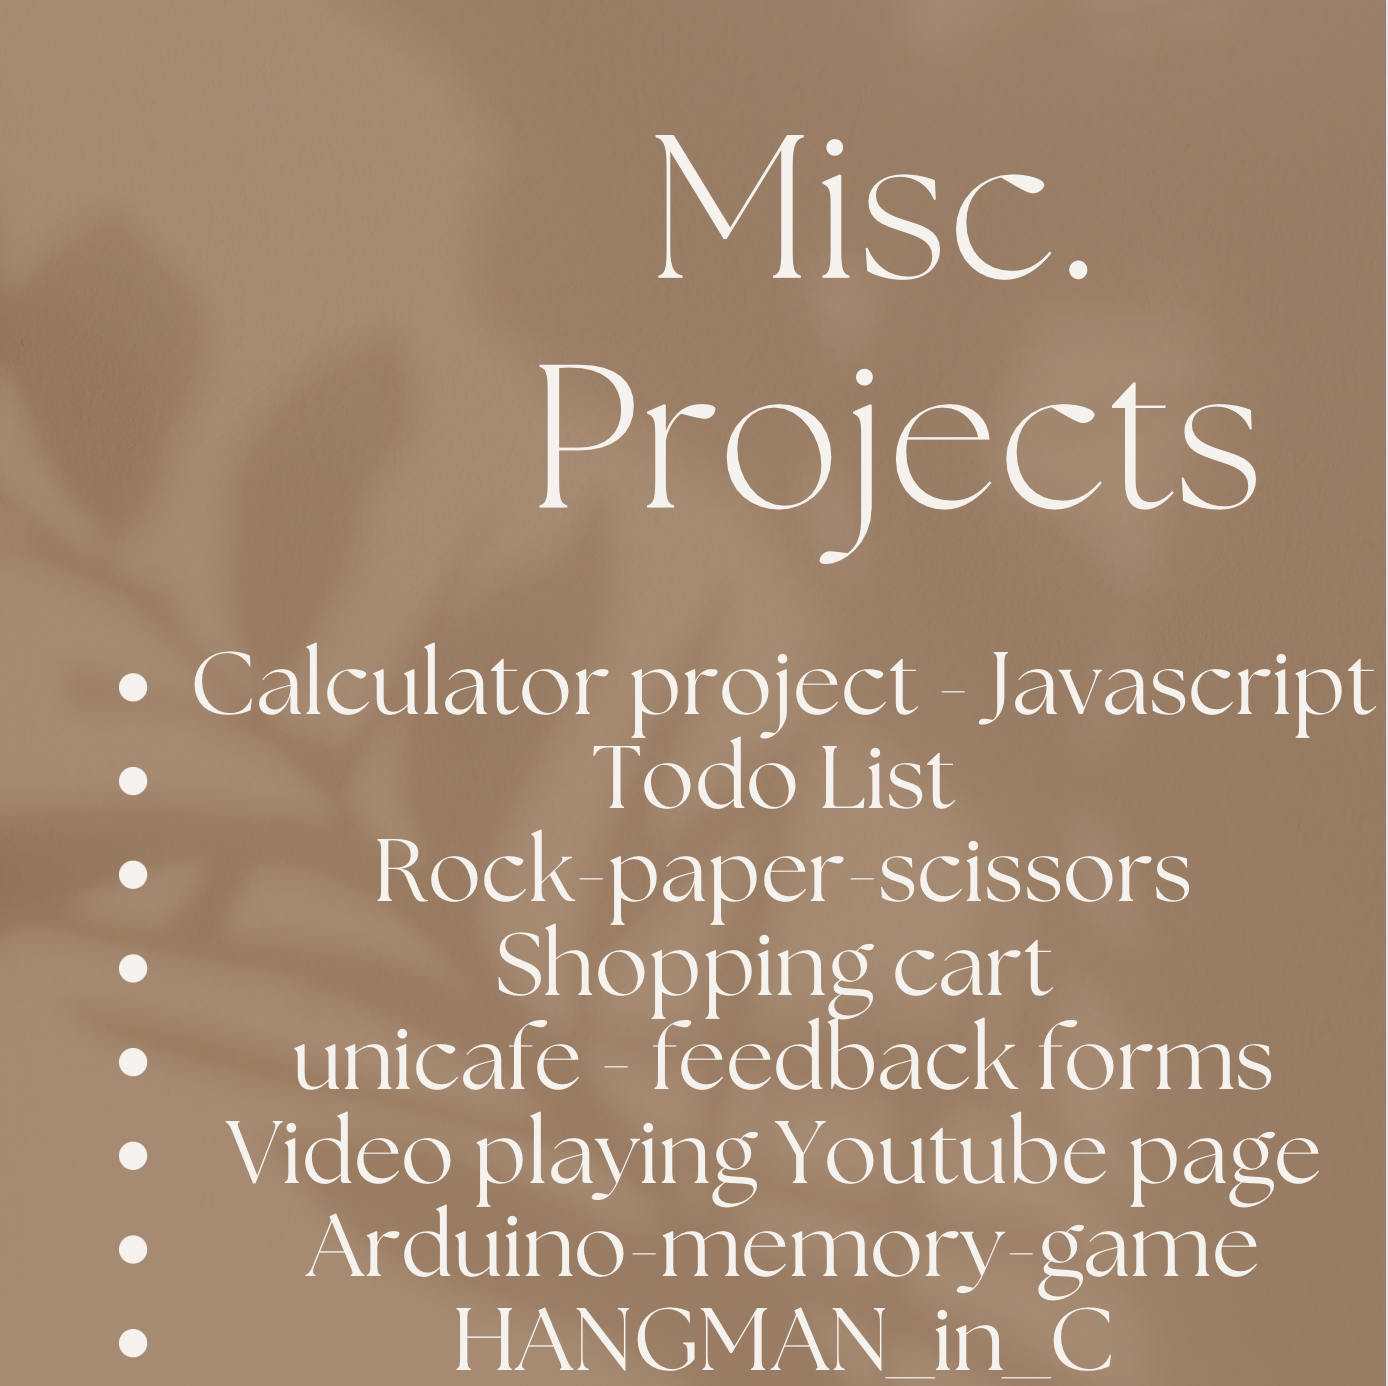 Misc.
Projects
• Calculator project - Javascript
• Todo List
• Rock-paper-scissors
• Shopping cart
• unicafe - feedback forms
• Video playing Youtube page
• Arduino-memory-game
• HANGMAN_in_C